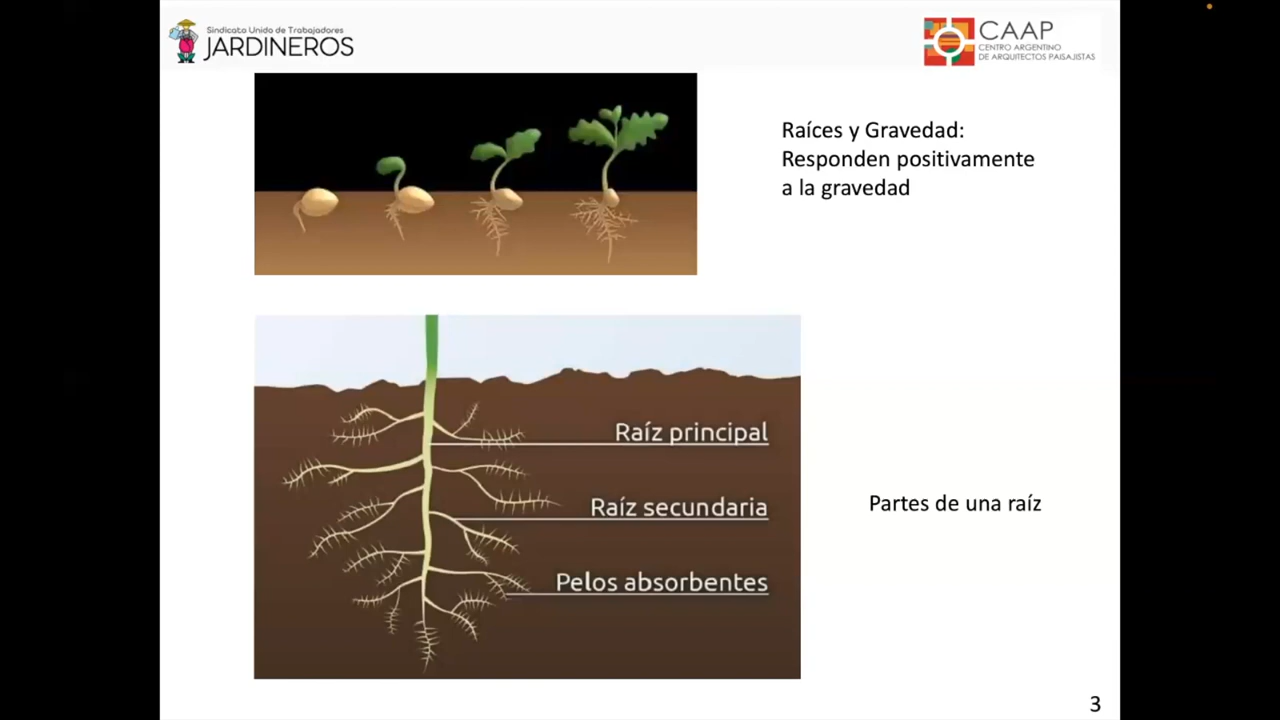 Sindicato Unido de Trabajadores
JARDINEROS
CAAP
CENTRO ARGENTINO
DE ARQUITECTOS PAISAJISTAS
Raíces y Gravedad:
Responden positivamente
a la gravedad
Raíz principal
Raíz secundaria
Pelos absorbentes
Partes de una raíz
3